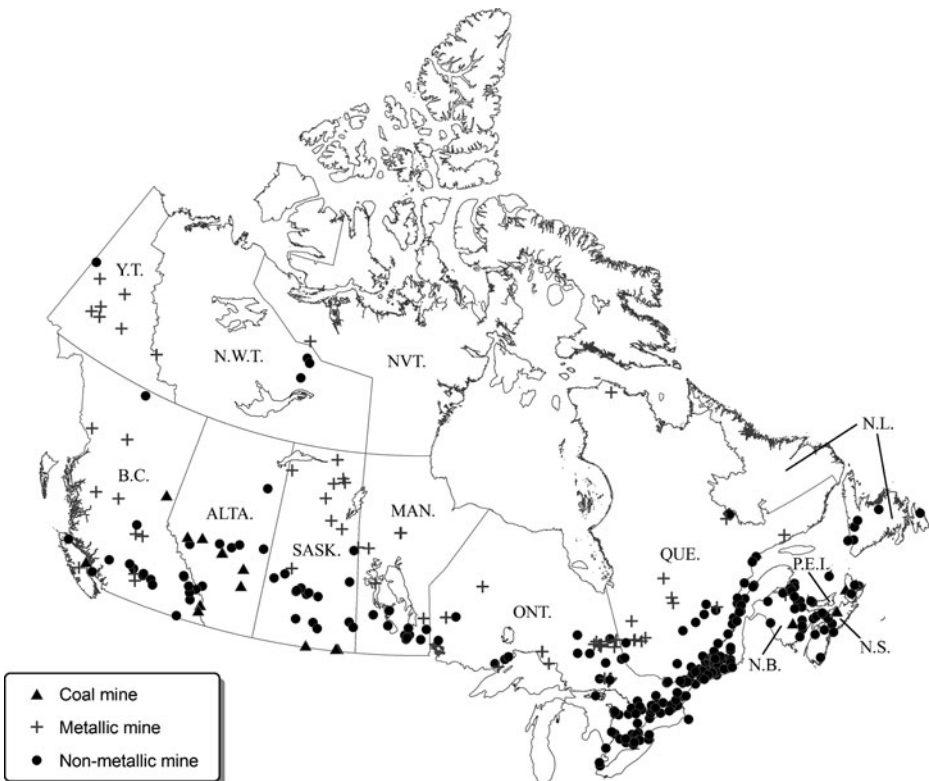 Y.T.
N.W.T.
NVT.
N.L.
B.C.
ALTA.
SASK.
MAN.
ONT.
QUE.
P.E.I.
N.B.
N.S.
Coal mine
Metallic mine
Non-metallic mine